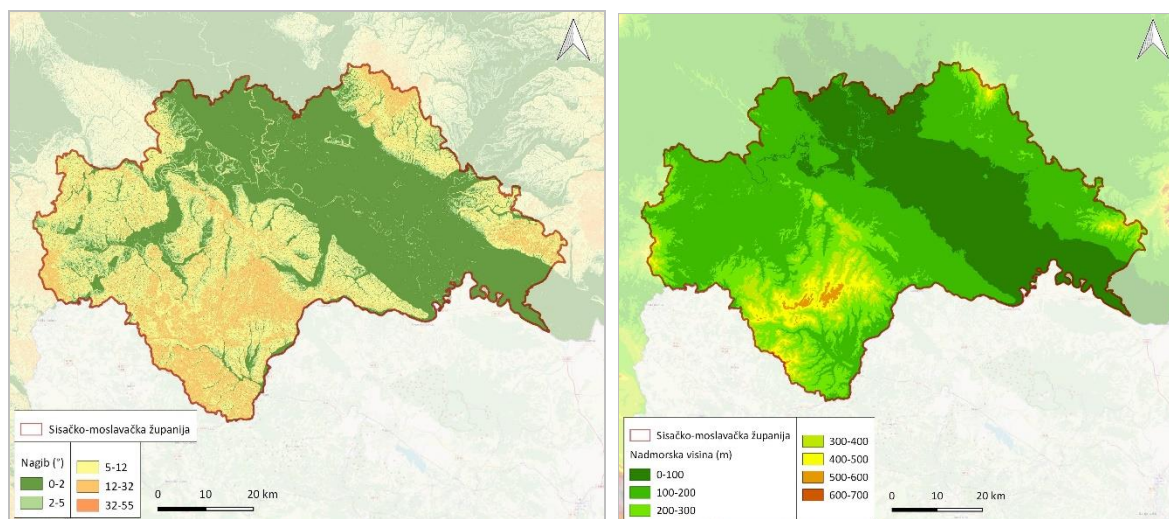 Sisačko-moslavačka županija
Nagib (°)
0-2
2-5
5-12
12-32
32-55
0 10 20 km
Sisačko-moslavačka županija
Nadmorska visina (m)
0-100
100-200
200-300
300-400
400-500
500-600
600-700
0 10 20 km